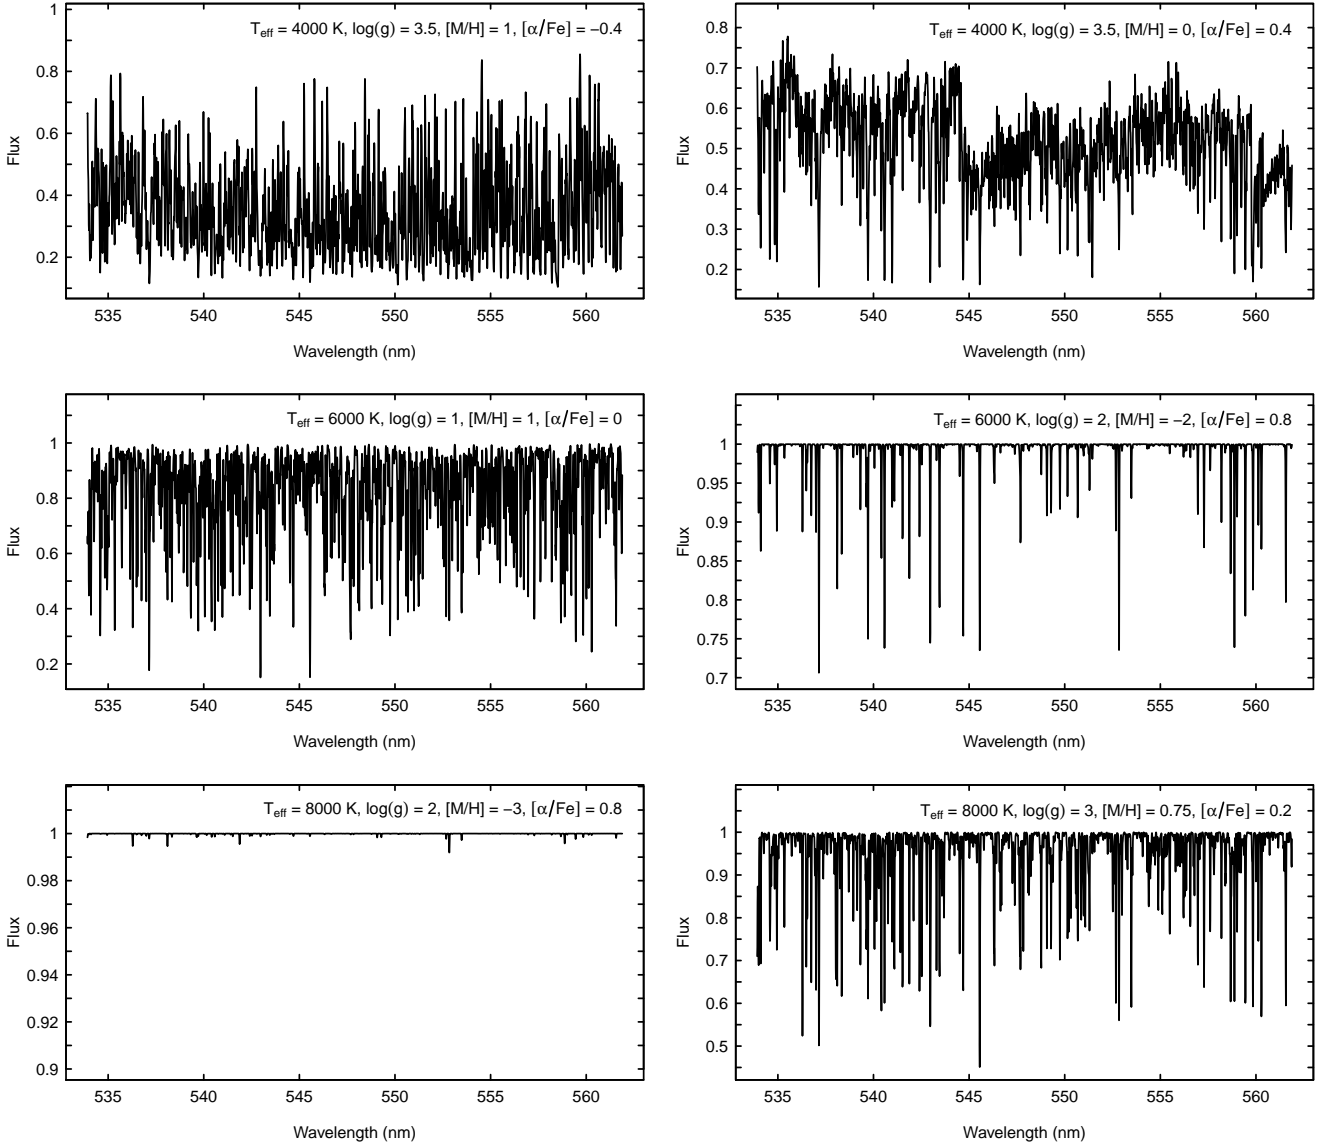 T_eff = 4000 K, log(g) = 3.5, [M/H] = 1, [α/Fe] = −0.4
1
0.8
0.6
0.4
0.2
Flux
535 540 545 550 555 560
Wavelength (nm)
T_eff = 4000 K, log(g) = 3.5, [M/H] = 0, [α/Fe] = 0.4
0.8
0.7
0.6
0.5
0.4
0.3
0.2
Flux
535 540 545 550 555 560
Wavelength (nm)
T_eff = 6000 K, log(g) = 1, [M/H] = 1, [α/Fe] = 0
1
0.8
0.6
0.4
0.2
Flux
535 540 545 550 555 560
Wavelength (nm)
T_eff = 6000 K, log(g) = 2, [M/H] = −2, [α/Fe] = 0.8
1
0.95
0.9
0.85
0.8
0.75
0.7
Flux
535 540 545 550 555 560
Wavelength (nm)
T_eff = 8000 K, log(g) = 2, [M/H] = −3, [α/Fe] = 0.8
1
0.98
0.96
0.94
0.92
0.9
Flux
535 540 545 550 555 560
Wavelength (nm)
T_eff = 8000 K, log(g) = 3, [M/H] = 0.75, [α/Fe] = 0.2
1
0.9
0.8
0.7
0.6
0.5
Flux
535 540 545 550 555 560
Wavelength (nm)